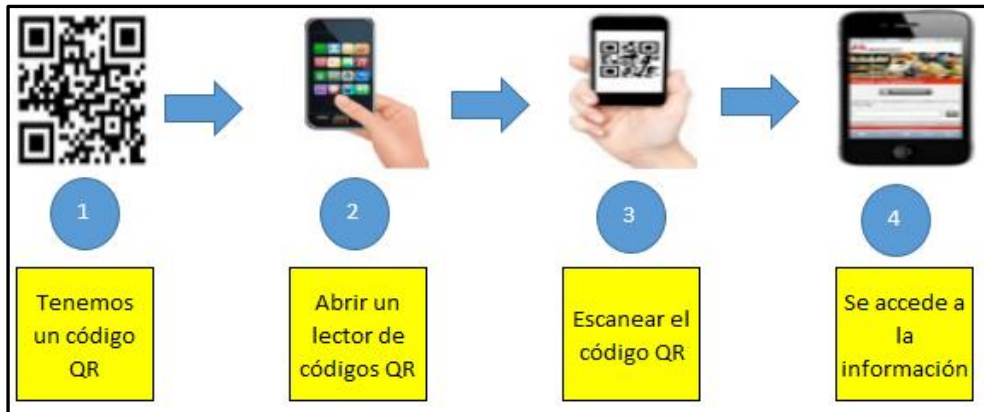 1
2
3
4
Tenemos
un código
QR
Abrir un
lector de
códigos QR
Escanear el
código QR
Se accede a
la
información